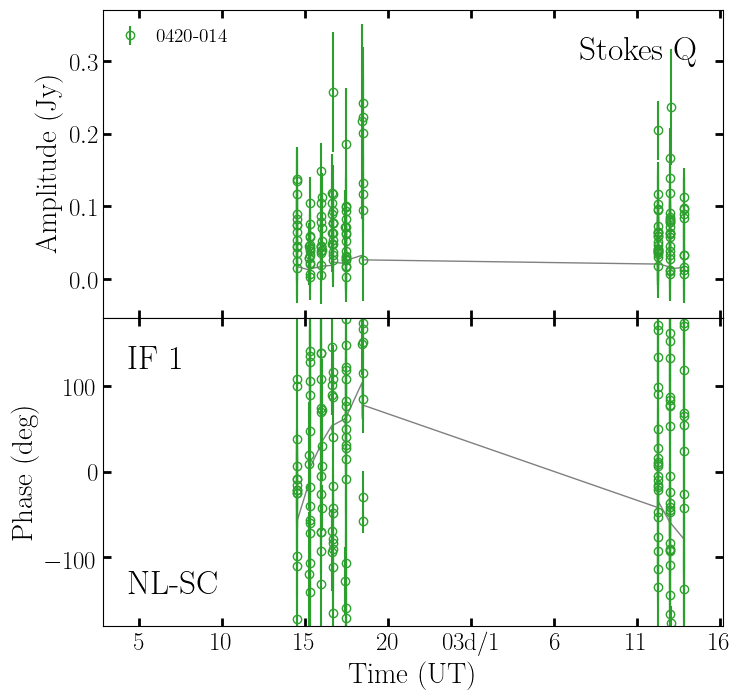 0420-014
Stokes Q
Amplitude (Jy)
0.3
0.2
0.1
0.0
IF 1
NL-SC
Phase (deg)
100
0
−100
5 10 15 20 03d/1 6 11 16
Time (UT)